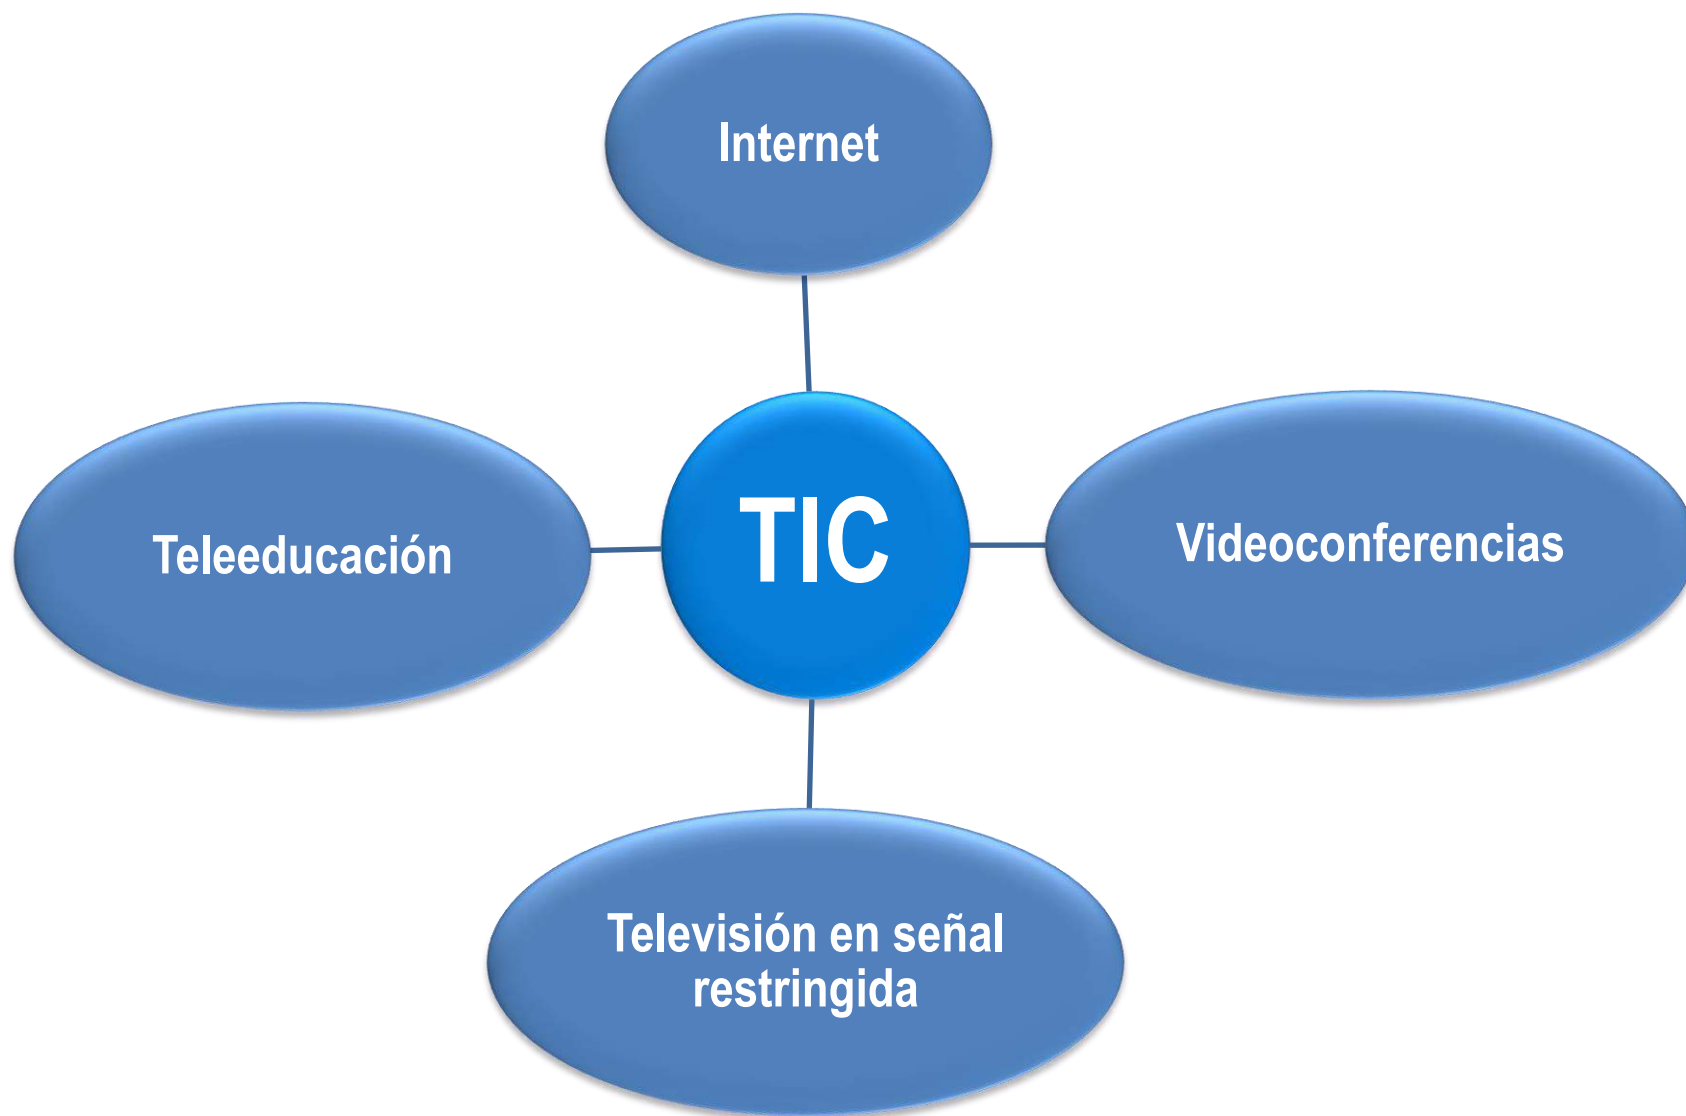 Internet
Teleeducación
TIC
Videoconferencias
Televisión en señal
restringida